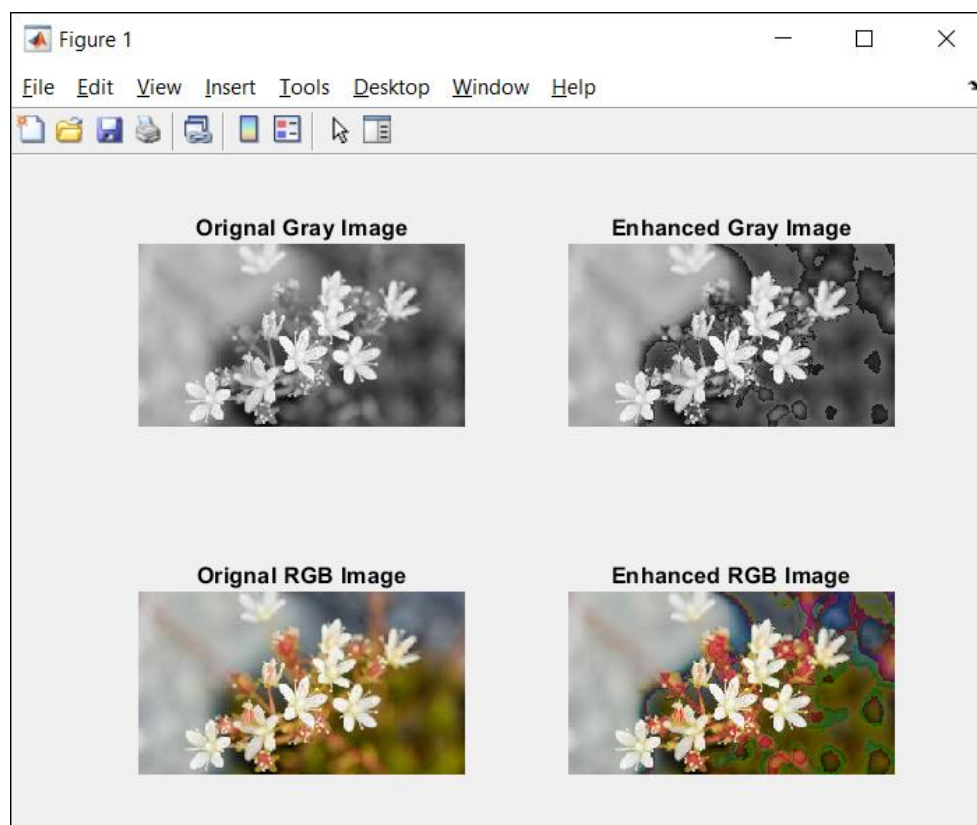 Figure 1
File Edit View Insert Tools Desktop Window Help
Orignal Gray Image
Enhanced Gray Image
Orignal RGB Image
Enhanced RGB Image